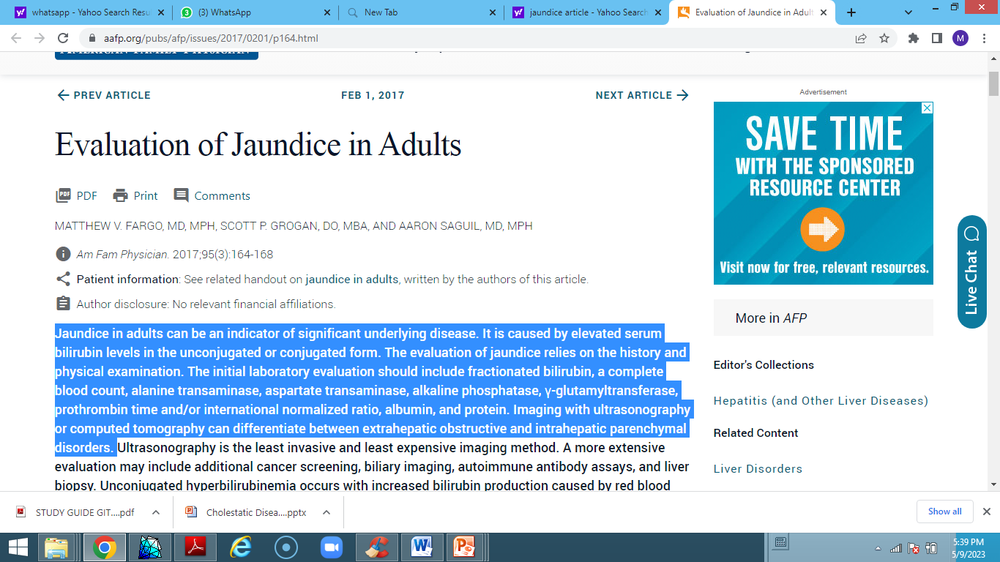 whatsapp - Yahoo Search Resu
(3) WhatsApp
New Tab
jaundice article - Yahoo Search
Evaluation of Jaundice in Adult
aafp.org/pubs/afp/issues/2017/0201/p164.html
M
PREV ARTICLE
FEB 1, 2017
NEXT ARTICLE
Evaluation of Jaundice in Adults
PDF
Print
Comments
MATTHEW V. FARGO, MD, MPH, SCOTT P. GROGAN, DO, MBA, AND AARON SAGUIL, MD, MPH
Am Fam Physician. 2017;95(3):164-168
Patient information: See related handout on jaundice in adults, written by the authors of this article.
Author disclosure: No relevant financial affiliations.
Jaundice in adults can be an indicator of significant underlying disease. It is caused by elevated serum
bilirubin levels in the unconjugated or conjugated form. The evaluation of jaundice relies on the history and
physical examination. The initial laboratory evaluation should include fractionated bilirubin, a complete
blood count, alanine transaminase, aspartate transaminase, alkaline phosphatase, γ-glutamyltransferase,
prothrombin time and/or international normalized ratio, albumin, and protein. Imaging with ultrasonography
or computed tomography can differentiate between extrahepatic obstructive and intrahepatic parenchymal
disorders. Ultrasonography is the least invasive and least expensive imaging method. A more extensive
evaluation may include additional cancer screening, biliary imaging, autoimmune antibody assays, and liver
biopsy. Unconjugated hyperbilirubinemia occurs with increased bilirubin production caused by red blood
Advertisement
SAVE TIME
WITH THE SPONSORED
RESOURCE CENTER
Visit now for free, relevant resources.
More in AFP
Editor's Collections
Hepatitis (and Other Liver Diseases)
Related Content
Liver Disorders
Live Chat
STUDY GUIDE GIT....pdf
Cholestatic Disea....pptx
Show all
5:39 PM
5/9/2023